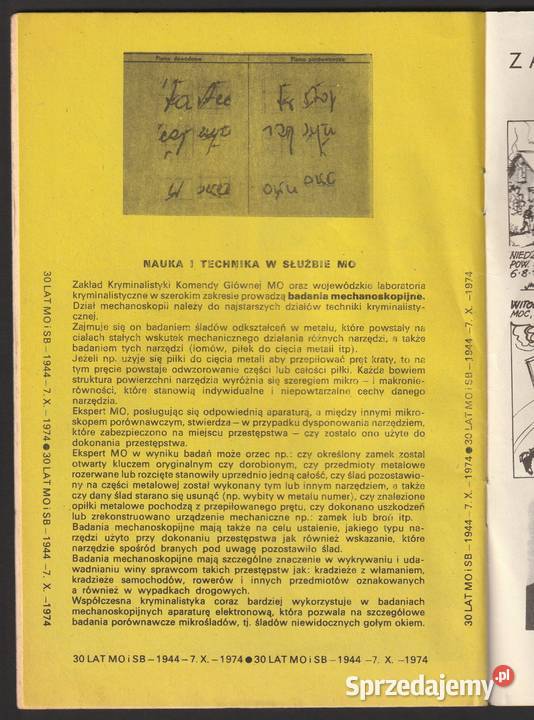 Pismo dowodowe
Pismo porównawcze
NAUKA I TECHNIKA W SŁUŻBIE MO
Zakład Kryminalistyki Komendy Głównej MO oraz wojewódzkie laboratoria
kryminalistyczne w szerokim zakresie prowadzą badania mechanoskopijne.
Dział mechanoskopii należy do najstarszych działów techniki kryminalisty-
cznej.
Zajmuje się on badaniem śladów odkształceń w metalu, które powstały na
ciałach stałych wskutek mechanicznego działania różnych narzędzi, a także
badaniem tych narzędzi (łomów, piłek do cięcia metali itp).
Jeżeli np. użyje się piłki do cięcia metali aby przepiłować pręt kraty, to na
tym pręcie powstaje odwzorowanie części lub całości piłki. Każda bowiem
struktura powierzchni narzędzia wyróżnia się szeregiem mikro – i makronie-
równości, które stanowią indywidualne i niepowtarzalne cechy danego
narzędzia.
Ekspert MO, posługując się odpowiednią aparaturą, a między innymi mikro-
skopem porównawczym, stwierdza – w przypadku dysponowania narzędziem,
które zabezpieczono na miejscu przestępstwa – czy zostało ono użyte do
dokonania przestępstwa.
Ekspert MO w wyniku badań może orzec np.: czy określony zamek został
otwarty kluczem oryginalnym czy dorobionym, czy przedmioty metalowe
rozerwane lub rozcięte stanowiły uprzednio jedną całość, czy ślad pozostawio-
ny na części metalowej został wykonany tym lub innym narzędziem, a także
czy dany ślad starano się usunąć (np. wybity w metalu numer), czy znalezione
opiłki metalowe pochodzą z przepiłowanego prętu, czy dokonano uszkodzeń
lub zrekonstruowano urządzenie mechaniczne np.: zamek lub broń itp.
Badania mechanoskopijne mają także na celu ustalenie, jakiego typu na-
rzędzi użyto przy dokonaniu przestępstwa jak również wskazanie, które
narzędzie spośród branych pod uwagę pozostawiło ślad.
Badania mechanoskopijne mają szczególne znaczenie w wykrywaniu i uda-
wadnianiu winy sprawcom takich przestępstw jak: kradzieże z włamaniem,
kradzieże samochodów, rowerów i innych przedmiotów oznakowanych
a również w wypadkach drogowych.
Współczesna kryminalistyka coraz bardziej wykorzystuje w badaniach
mechanoskopijnych aparaturę elektronową, która pozwala na szczegółowe
badania porównawcze mikrośladów, tj. śladów niewidocznych gołym okiem.
30 LAT MO i SB – 1944 – 7. X. – 1974 ● 30 LAT MO i SB – 1944 – 7. X. – 1974
30 LAT MO i SB – 1944 – 7. X. – 1974 ● 30 LAT MO i SB – 1944 – 7. X. – 1974
30 LAT MO i SB – 1944 – 7. X. – 1974 ● 30 LAT MO i SB – 1944 – 7. X. – 1974
Z A
NIEDZ
POW.
6·8·
WITO
MOC,
Sprzedajemy.pl